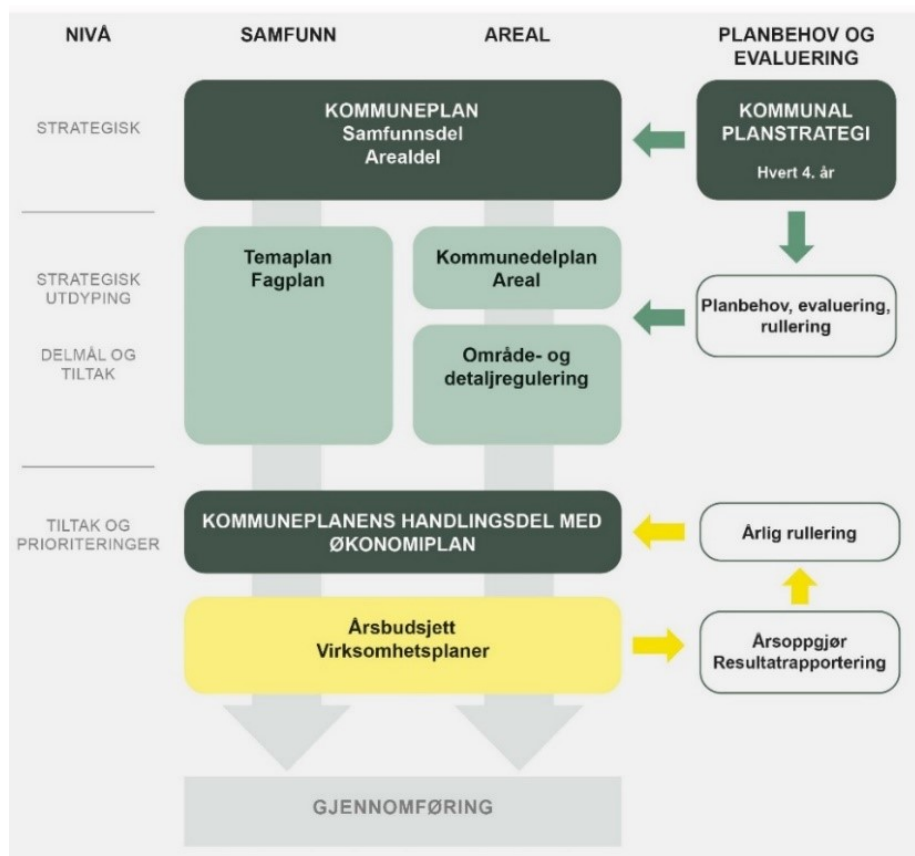 NIVÅ
SAMFUNN
AREAL
PLANBEHOV OG
EVALUERING
STRATEGISK
KOMMUNEPLAN
Samfunnsdel
Arealdel
KOMMUNAL
PLANSTRATEGI
Hvert 4. år
STRATEGISK
UTDYPING
DELMÅL OG
TILTAK
Temaplan
Fagplan
Kommunedelplan
Areal
Område- og
detaljregulering
Planbehov, evaluering,
rullering
TILTAK OG
PRIORITERINGER
KOMMUNEPLANENS HANDLINGSDEL MED
ØKONOMIPLAN
Årlig rullering
Årsbudsjett
Virksomhetsplaner
Årsoppgjør
Resultatrapportering
GJENNOMFØRING